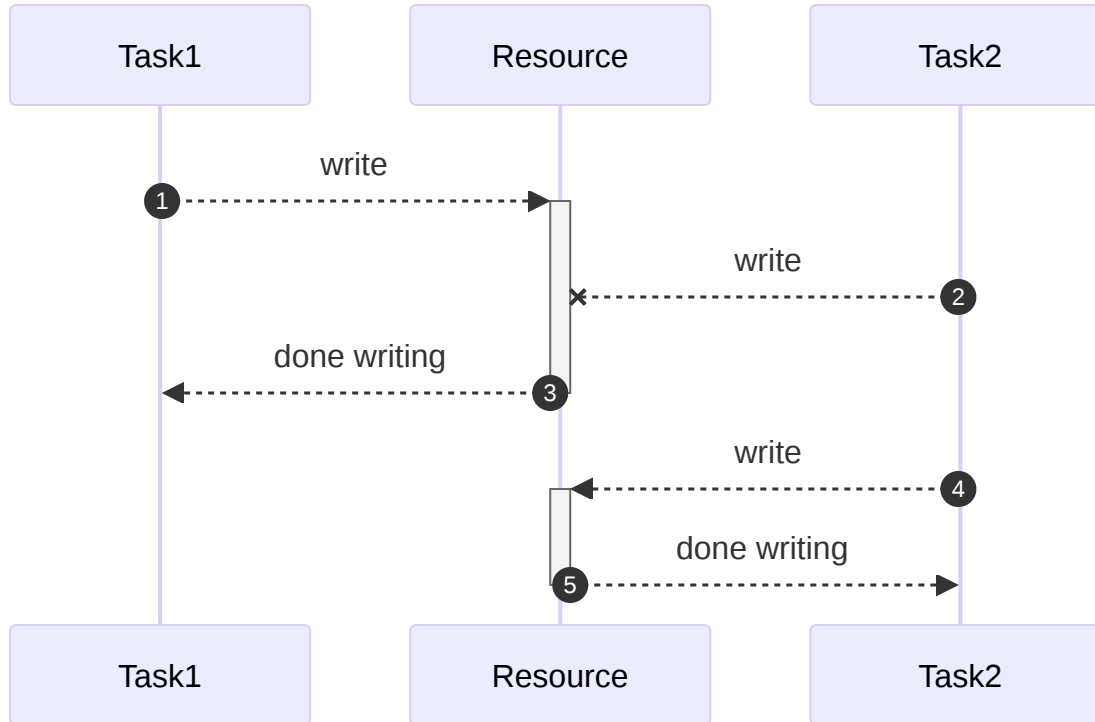 Task1
Resource
Task2
write
1
write
2
done writing
3
write
4
done writing
5
Task1
Resource
Task2